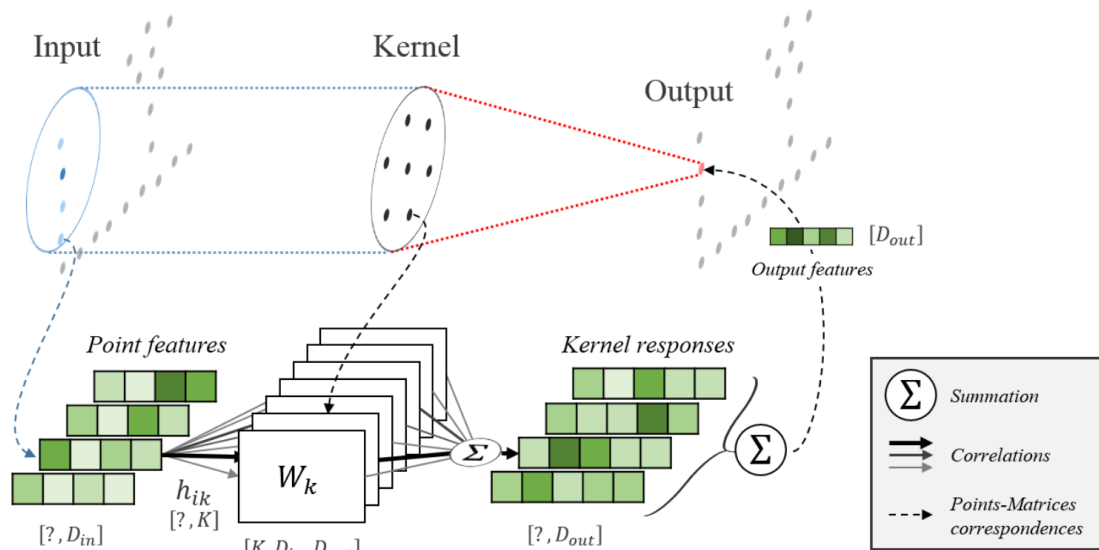 Input
Kernel
Output
[D_out]
Output features
Point features
Kernel responses
Σ
Summation
W_k
Σ
Σ
Correlations
h_ik
[?, K]
Points-Matrices
correspondences
[?, D_in]
[?, D_out]